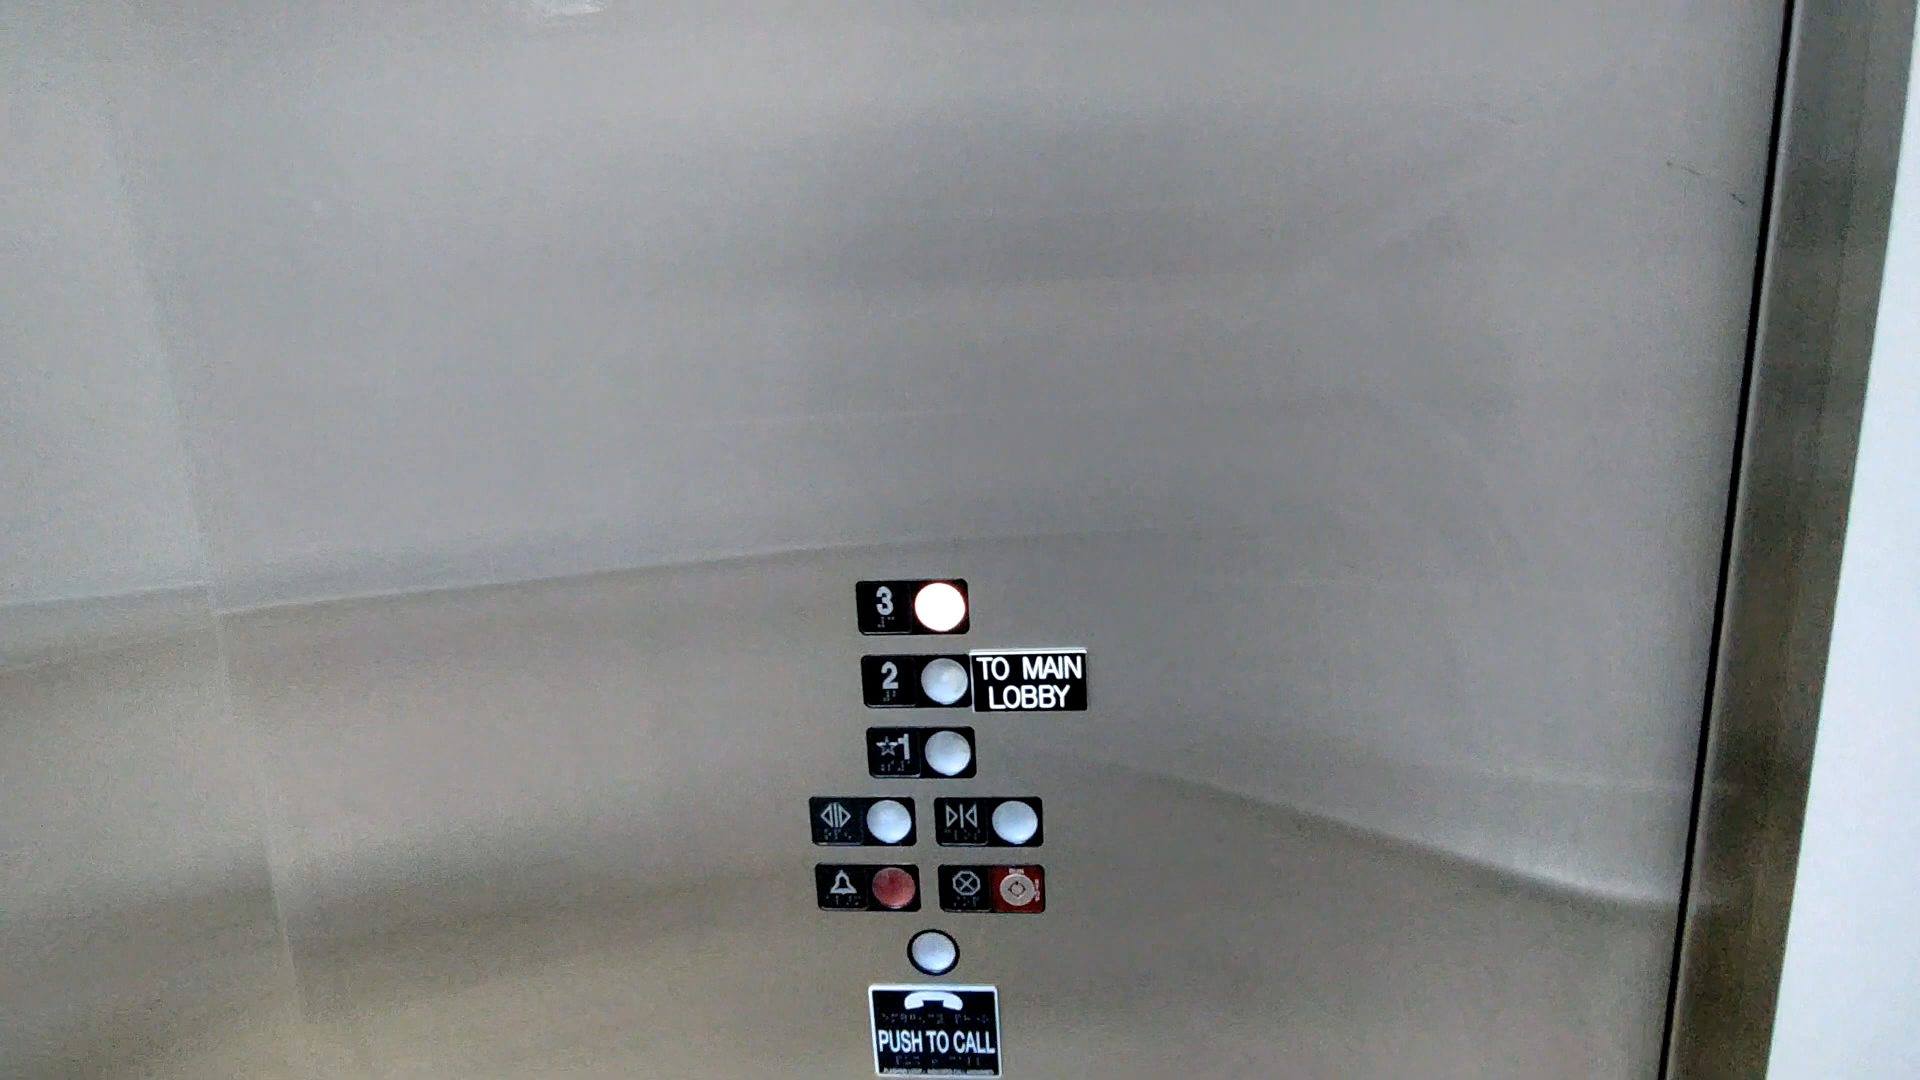 3
2
TO MAIN
LOBBY
☆1
PUSH TO CALL